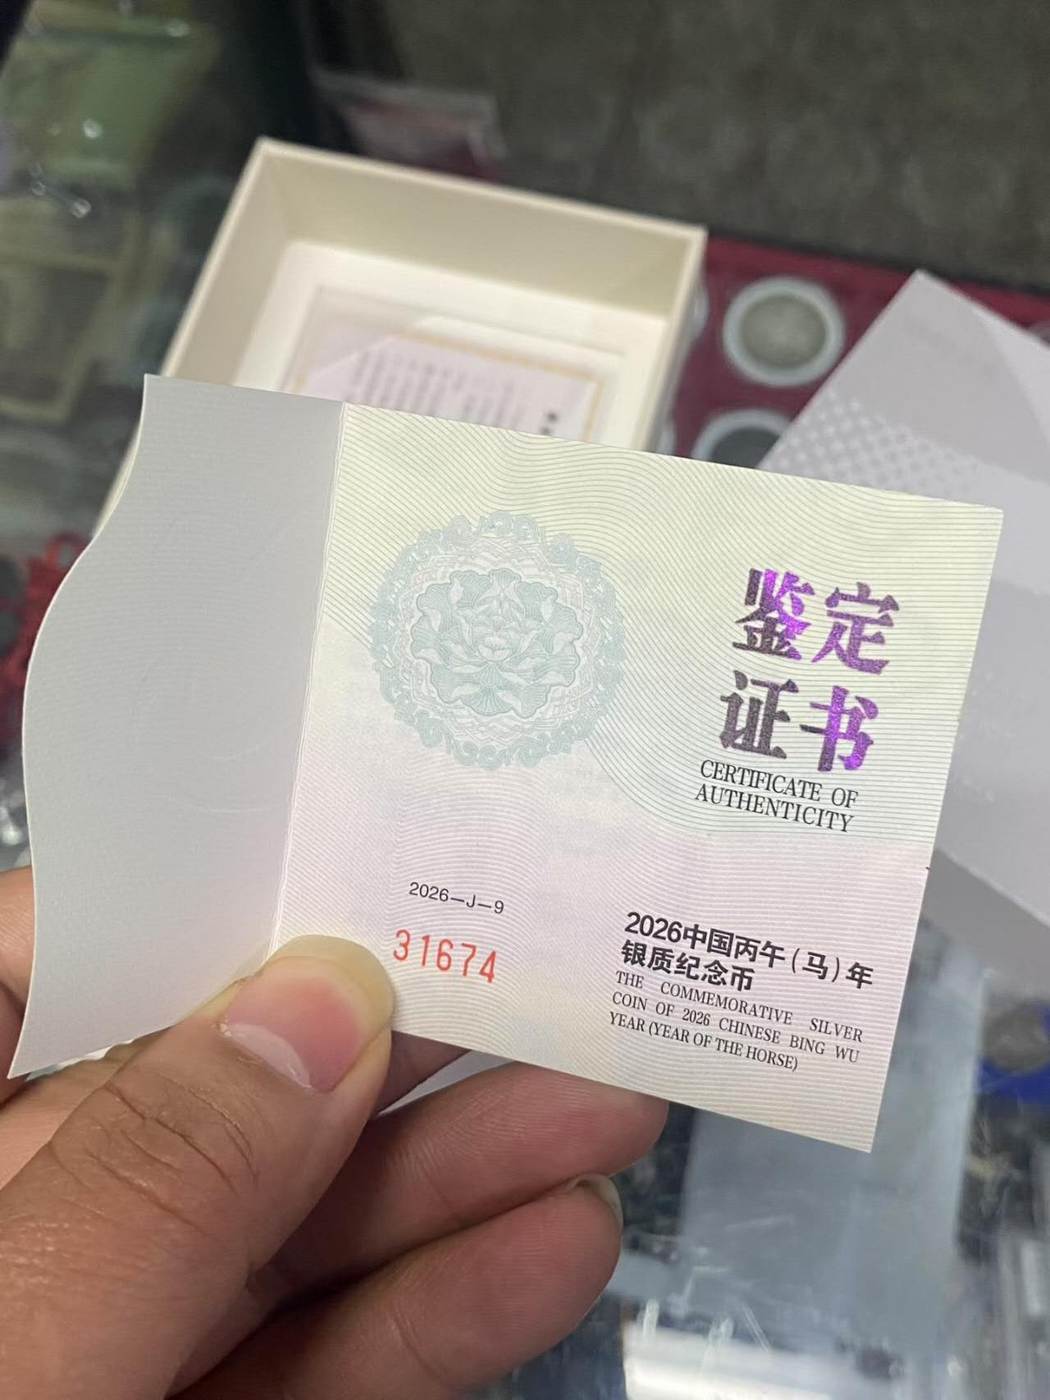 鉴定
证书
CERTIFICATE OF
AUTHENTICITY
2026—J—9
31674
2026中国丙午(马)年
银质纪念币
THE COMMEMORATIVE SILVER
COIN OF 2026 CHINESE BING WU
YEAR (YEAR OF THE HORSE)